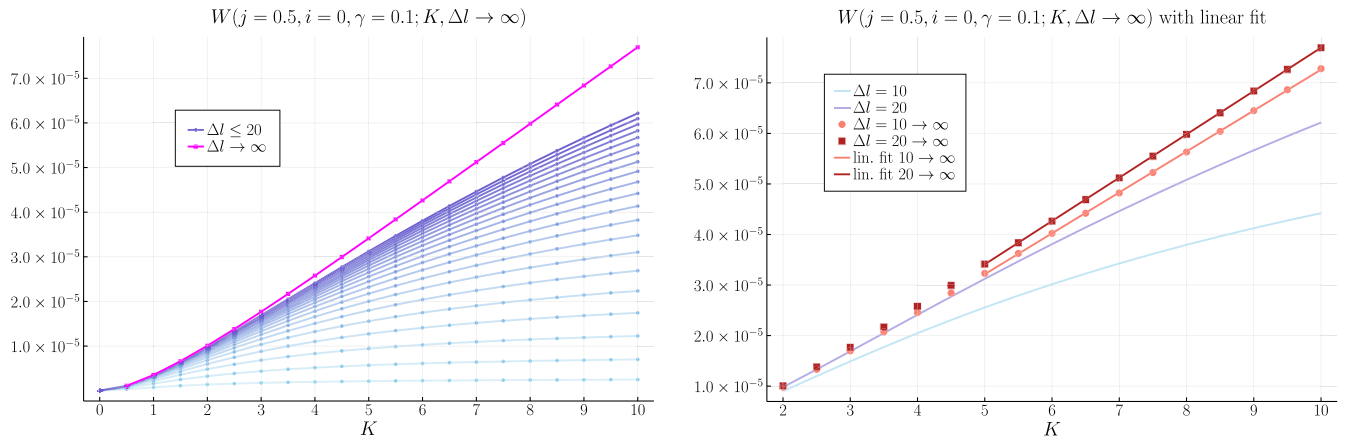 W(j = 0.5, i = 0, γ = 0.1; K, Δl → ∞)
7.0 × 10⁻⁵
6.0 × 10⁻⁵
5.0 × 10⁻⁵
4.0 × 10⁻⁵
3.0 × 10⁻⁵
2.0 × 10⁻⁵
1.0 × 10⁻⁵
Δl ≤ 20
Δl → ∞
0 1 2 3 4 5 6 7 8 9 10
K
W(j = 0.5, i = 0, γ = 0.1; K, Δl → ∞) with linear fit
7.0 × 10⁻⁵
6.0 × 10⁻⁵
5.0 × 10⁻⁵
4.0 × 10⁻⁵
3.0 × 10⁻⁵
2.0 × 10⁻⁵
1.0 × 10⁻⁵
Δl = 10
Δl = 20
Δl = 10 → ∞
Δl = 20 → ∞
lin. fit 10 → ∞
lin. fit 20 → ∞
2 3 4 5 6 7 8 9 10
K